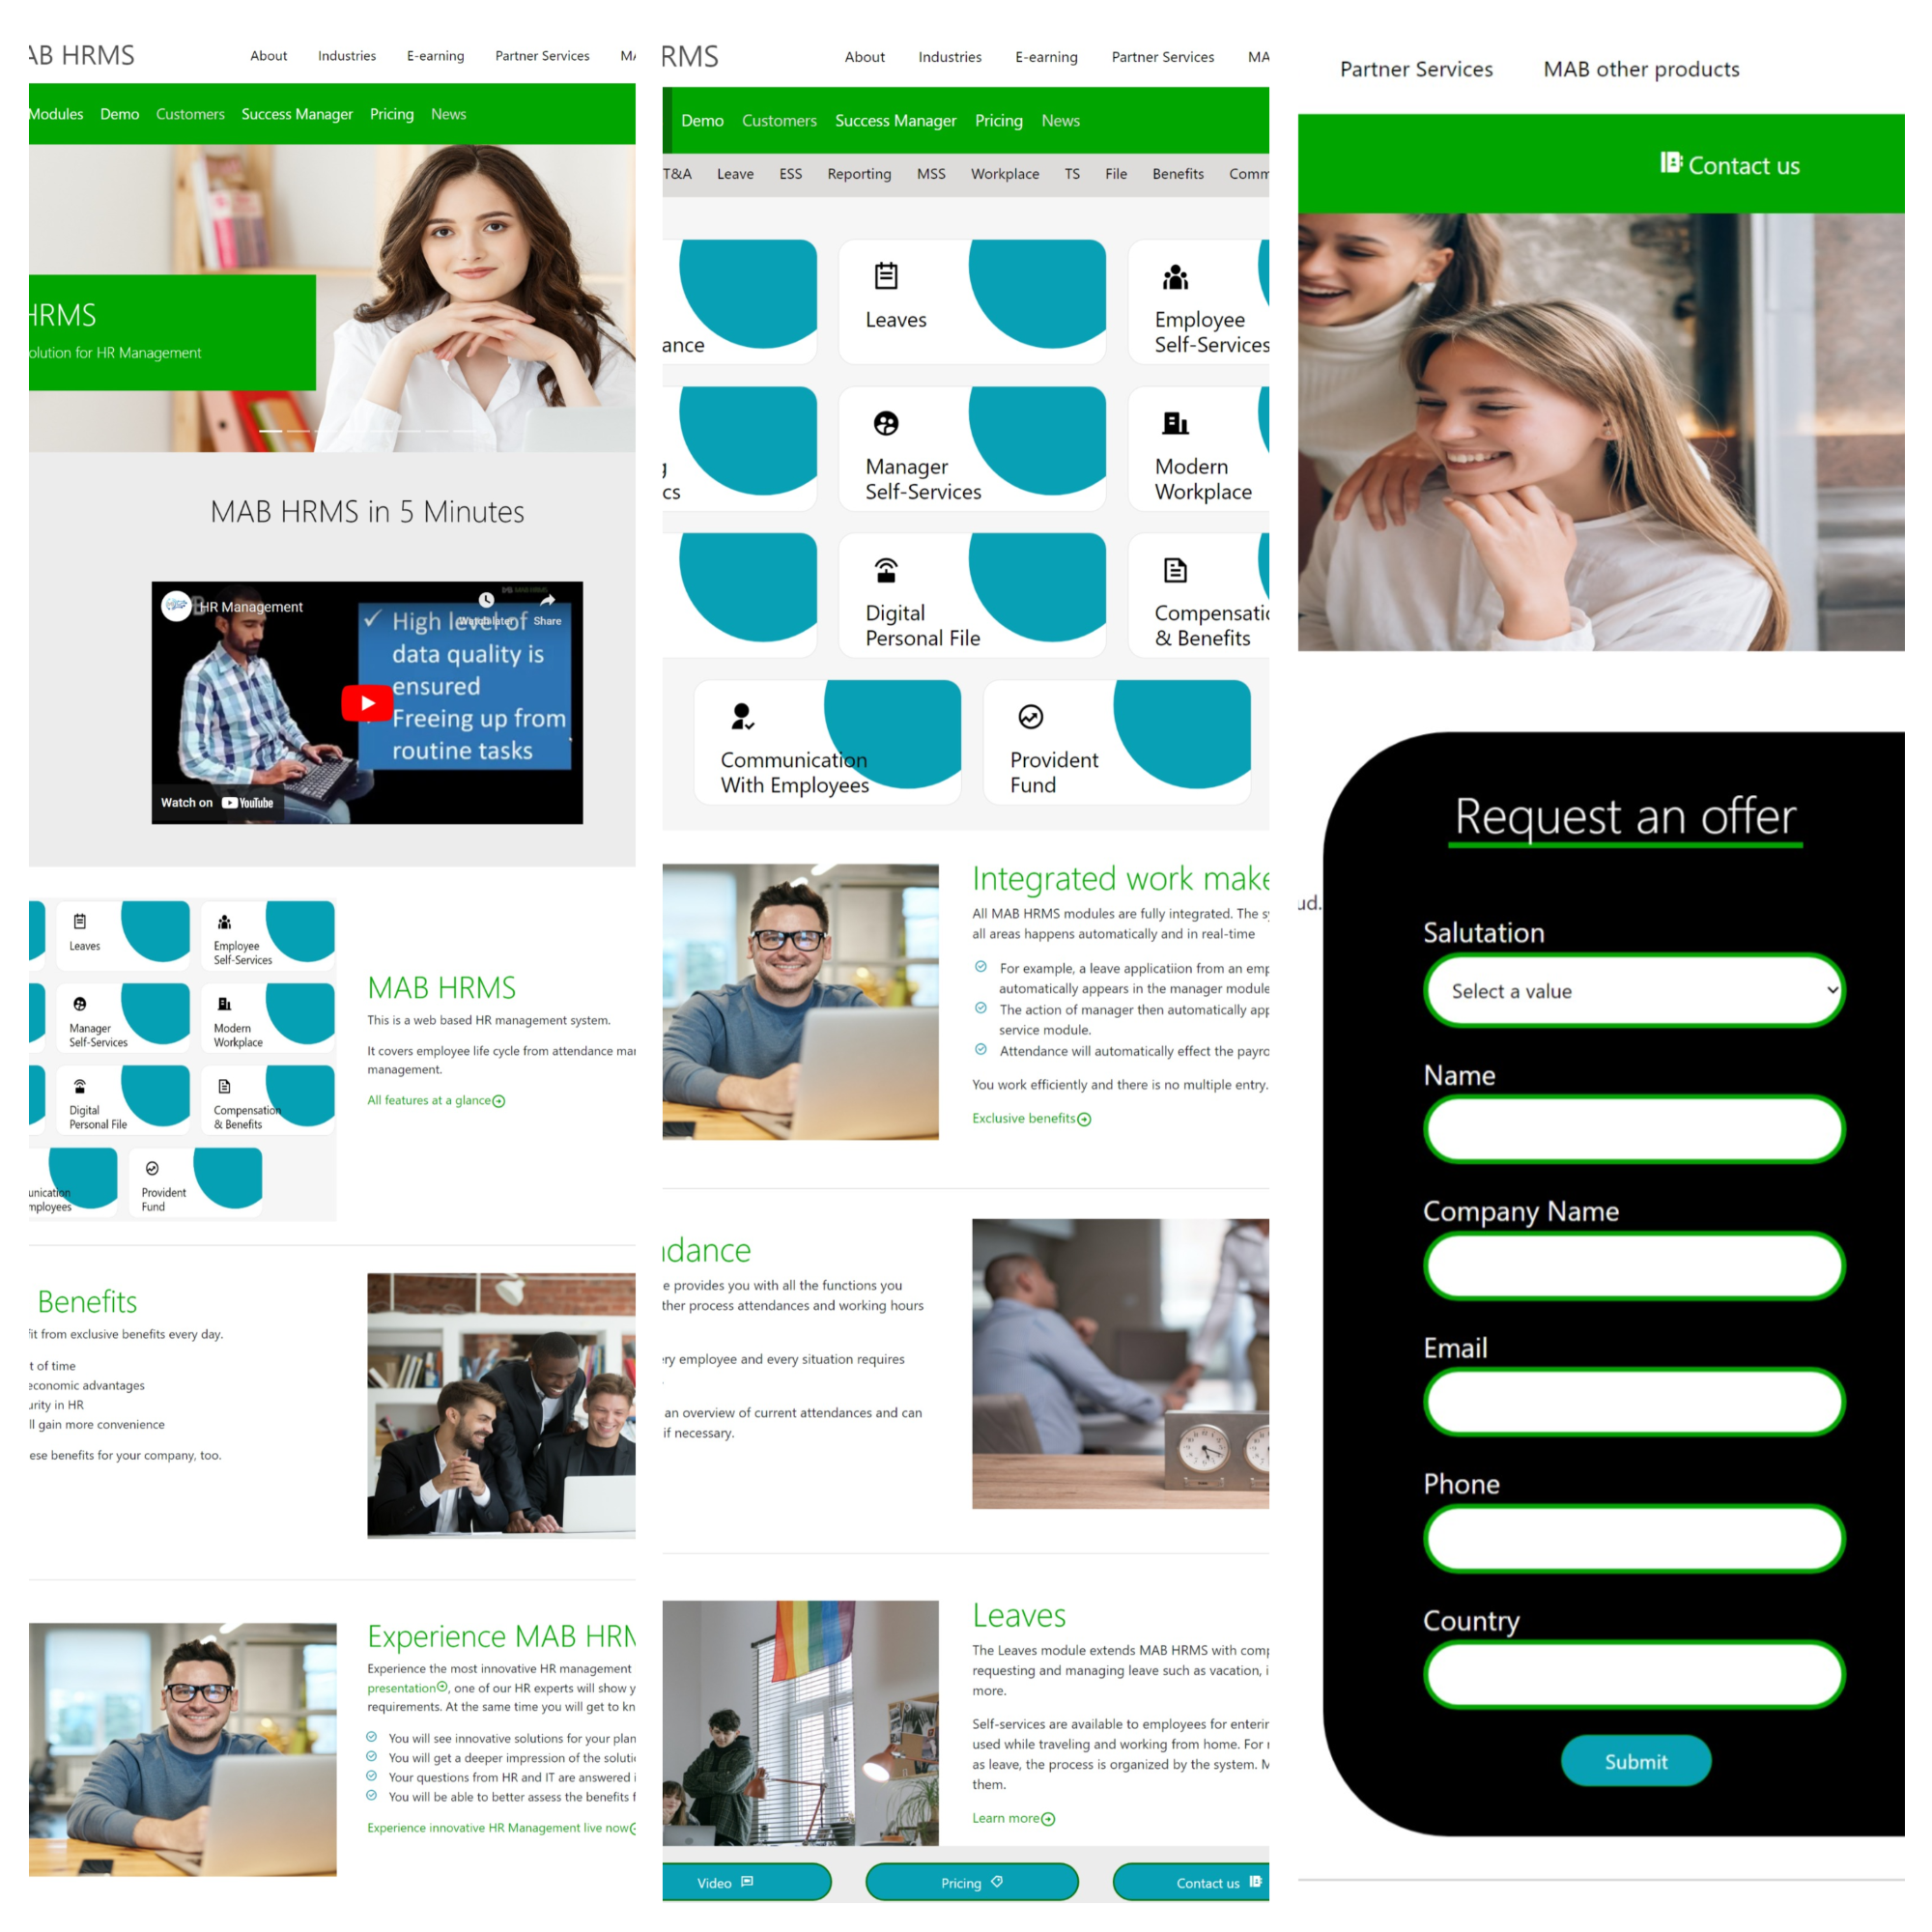 AB HRMS
About Industries E-earning Partner Services
Modules Demo Customers Success Manager Pricing News
HRMS
olution for HR Management
MAB HRMS in 5 Minutes
HR Management
Watch later Share
✓ High level of
data quality is
ensured
Freeing up from
routine tasks
Watch on YouTube
Leaves
Employee
Self-Services
Manager
Self-Services
Modern
Workplace
Digital
Personal File
Compensation
& Benefits
unication
mployees
Provident
Fund
MAB HRMS
This is a web based HR management system.
It covers employee life cycle from attendance mar
management.
All features at a glance
Benefits
fit from exclusive benefits every day.
t of time
economic advantages
urity in HR
ll gain more convenience
ese benefits for your company, too.
Experience MAB HRM
Experience the most innovative HR management
presentation, one of our HR experts will show y
requirements. At the same time you will get to kn
You will see innovative solutions for your plan
You will get a deeper impression of the soluti
Your questions from HR and IT are answered i
You will be able to better assess the benefits f
Experience innovative HR Management live now
RMS
About Industries E-earning Partner Services MA
Demo Customers Success Manager Pricing News
T&A Leave ESS Reporting MSS Workplace TS File Benefits Comm
ance
Leaves
Employee
Self-Services
g
cs
Manager
Self-Services
Modern
Workplace
Digital
Personal File
Compensatio
& Benefits
Communication
With Employees
Provident
Fund
Integrated work make
All MAB HRMS modules are fully integrated. The sy
all areas happens automatically and in real-time
For example, a leave applicatiion from an emp
automatically appears in the manager module
The action of manager then automatically app
service module.
Attendance will automatically effect the payro
You work efficiently and there is no multiple entry.
Exclusive benefits
ndance
e provides you with all the functions you
ther process attendances and working hours
ry employee and every situation requires
an overview of current attendances and can
if necessary.
Leaves
The Leaves module extends MAB HRMS with comp
requesting and managing leave such as vacation, i
more.
Self-services are available to employees for enterin
used while traveling and working from home. For
as leave, the process is organized by the system. M
them.
Learn more
Video
Pricing
Contact us
Partner Services MAB other products
Contact us
Request an offer
ud.
Salutation
Select a value
Name
Company Name
Email
Phone
Country
Submit